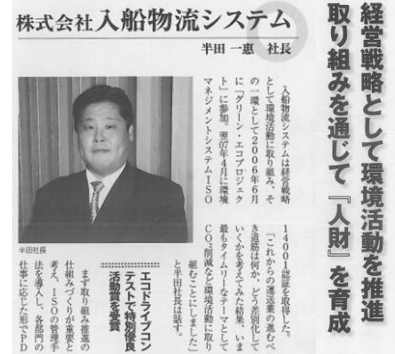 株式会社入船物流システム
半田 一惠 社長
経営戦略として環境活動を推進
取り組みを通じて『人財』を育成
入船物流システムは経営戦略
として環境活動に取り組み、そ
の一環として2006年6月
に「グリーン・エコプロジェク
ト」に参加。翌07年4月に環境
マネジメントシステムISO
14001認証を取得した。
「これからの運送業の進むべ
き道筋は何か、どう差別化して
いくかを考えてみた結果、いま
最もタイムリーなテーマとして
CO₂削減など環境活動に取り
組むことにしました」
と半田社長は話す。
エコドライブコン
テストで特別優良
活動賞を受賞
まず取り組み推進の
仕組みづくりが重要と
考え、ISOの管理手
法を導入し、各部門の
仕事に応じた形でPD
半田社長